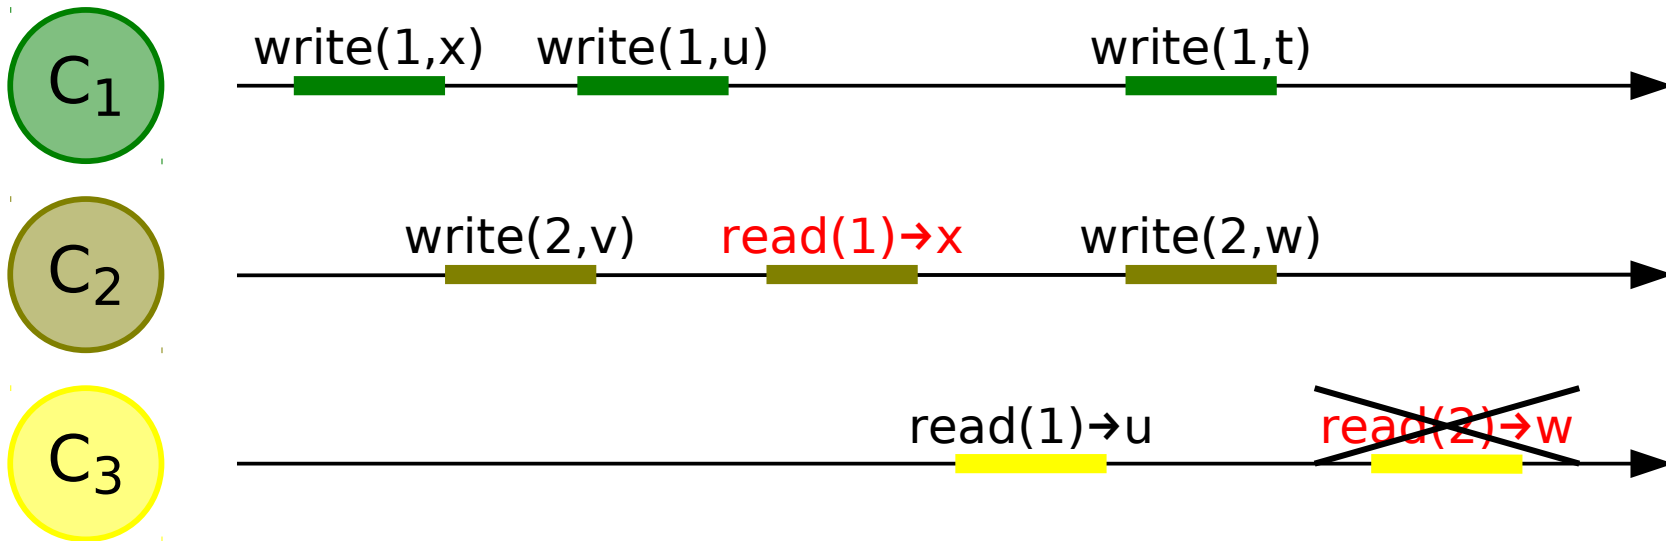 C₁ write(1,x) write(1,u) write(1,t)
C₂ write(2,v) read(1)→x write(2,w)
C₃ read(1)→u read(2)→w